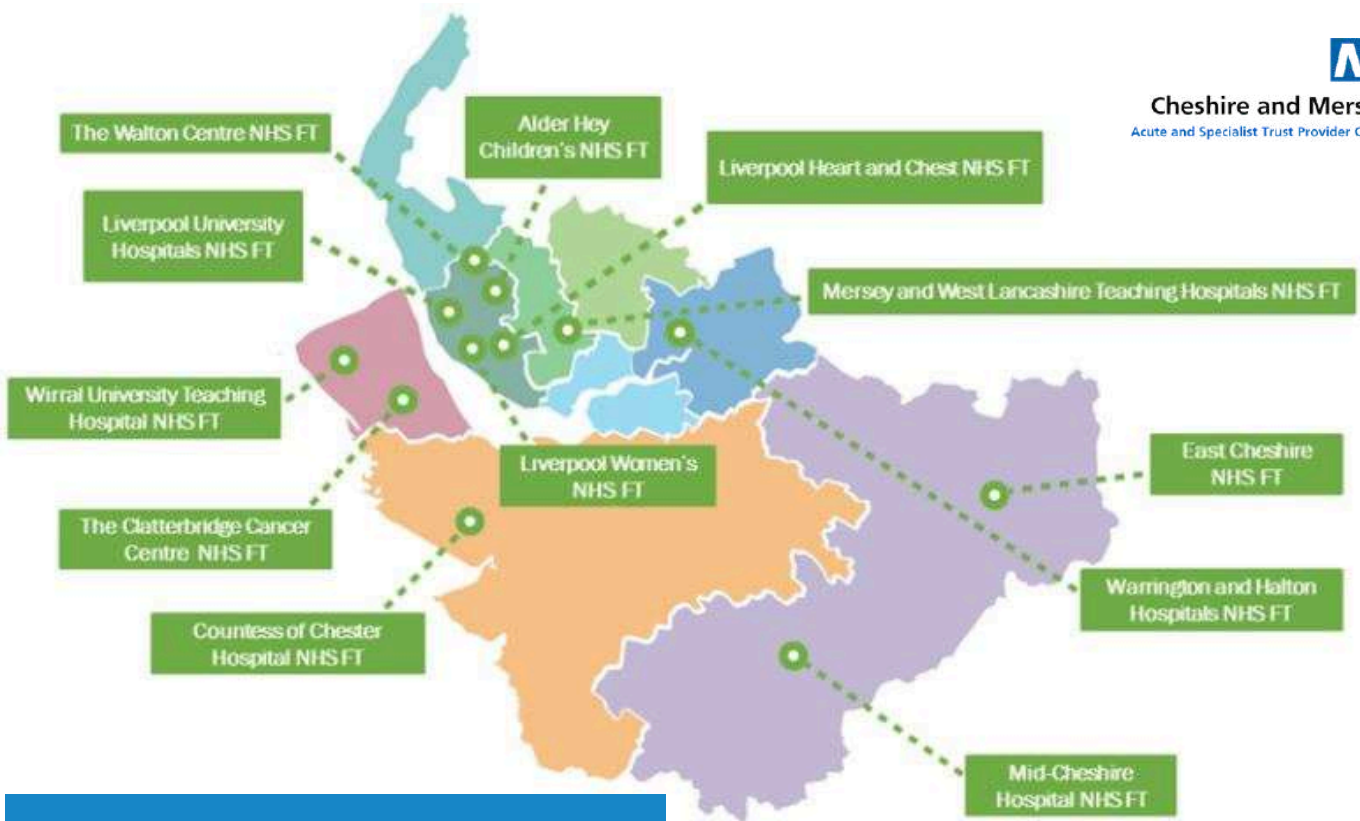 Cheshire and Mers
Acute and Specialist Trust Provider C
The Walton Centre NHS FT
Alder Hey
Children's NHS FT
Liverpool Heart and Chest NHS FT
Liverpool University
Hospitals NHS FT
Mersey and West Lancashire Teaching Hospitals NHS FT
Wirral University Teaching
Hospital NHS FT
Liverpool Women's
NHS FT
East Cheshire
NHS FT
The Clatterbridge Cancer
Centre NHS FT
Warrington and Halton
Hospitals NHS FT
Countess of Chester
Hospital NHS FT
Mid-Cheshire
Hospital NHS FT